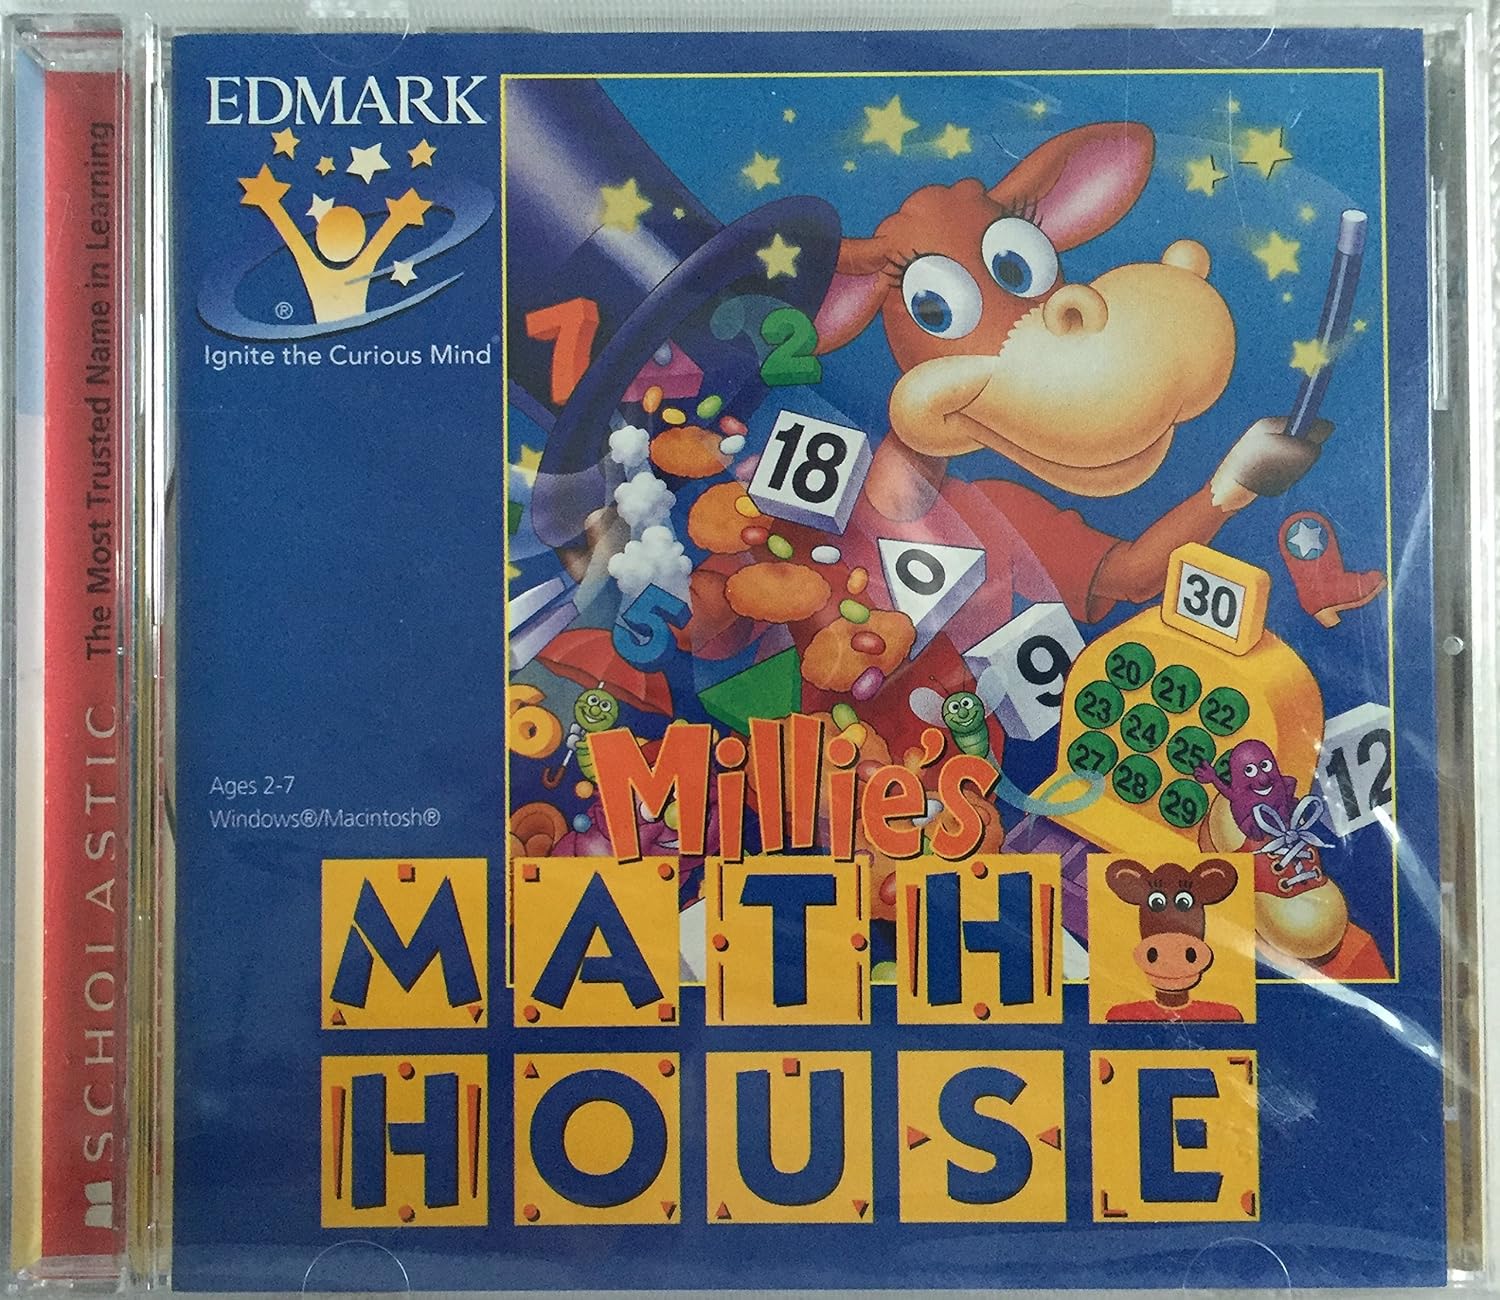 SCHOLASTIC The Most Trusted Name in Learning
EDMARK
®
Ignite the Curious Mind®
7
2
18
0
5
9
30
6
20 21 22
23 24 25
27 28 29
12
Ages 2-7
Windows®/Macintosh®
Millie's
MATH
HOUSE